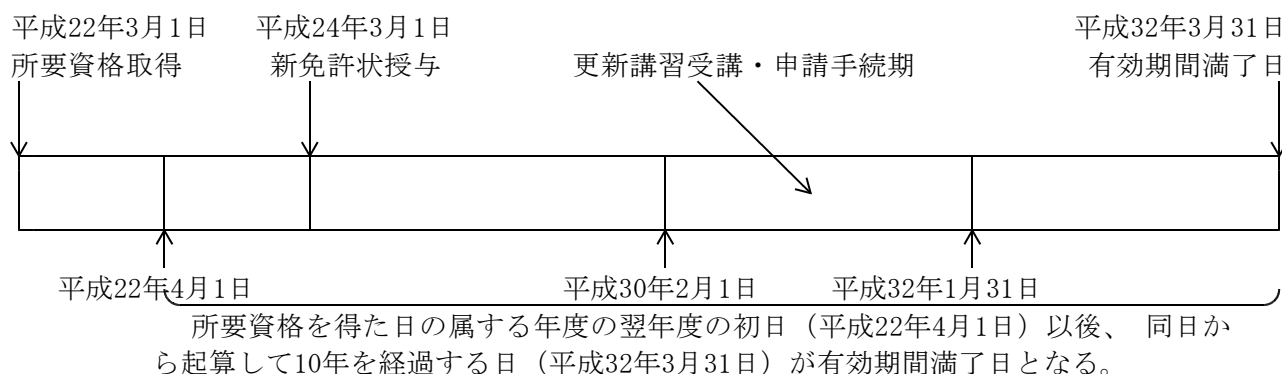 平成22年3月1日 平成24年3月1日 平成32年3月31日
所要資格取得 新免許状授与 更新講習受講・申請手続期 有効期間満了日
平成22年4月1日 平成30年2月1日 平成32年1月31日
所要資格を得た日の属する年度の翌年度の初日（平成22年4月1日）以後、 同日か
ら起算して10年を経過する日（平成32年3月31日）が有効期間満了日となる。